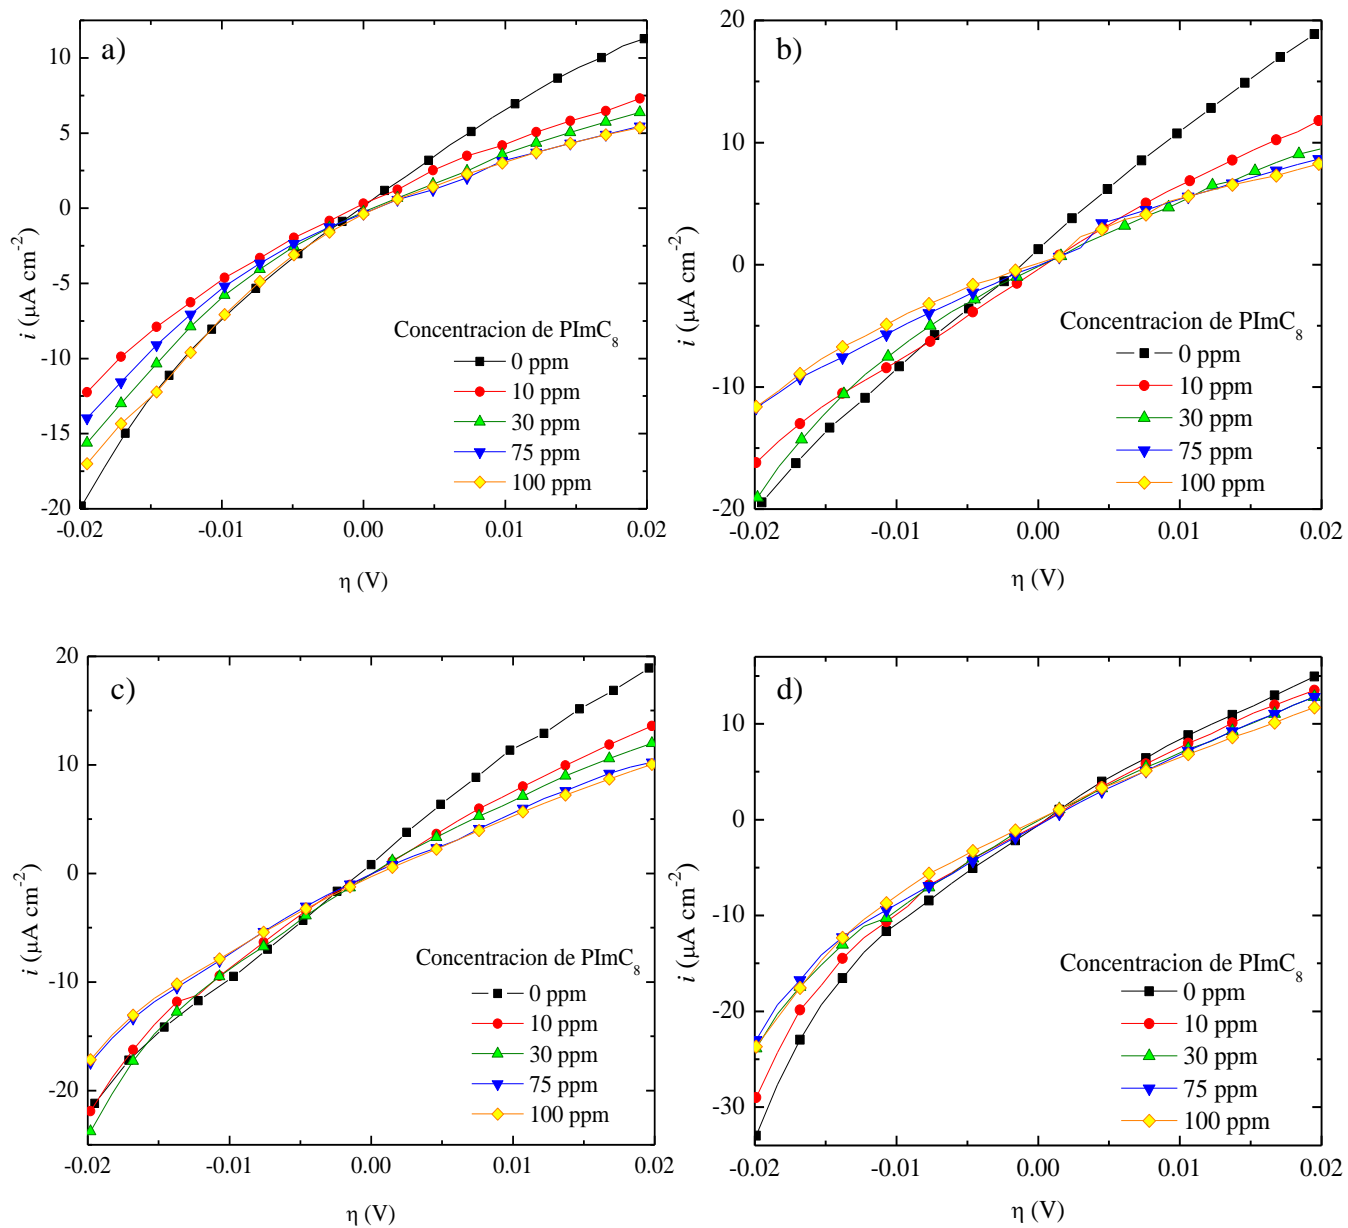 a)
10
5
0
-5
-10
-15
-20
-0.02
-0.01
0.00
0.01
0.02
i (μA cm⁻²)
η (V)
Concentracion de PImC₈
0 ppm
10 ppm
30 ppm
75 ppm
100 ppm
b)
20
10
0
-10
-20
-0.02
-0.01
0.00
0.01
0.02
i (μA cm⁻²)
η (V)
Concentracion de PImC₈
0 ppm
10 ppm
30 ppm
75 ppm
100 ppm
c)
20
10
0
-10
-20
-0.02
-0.01
0.00
0.01
0.02
i (μA cm⁻²)
η (V)
Concentracion de PImC₈
0 ppm
10 ppm
30 ppm
75 ppm
100 ppm
d)
10
0
-10
-20
-30
-0.02
-0.01
0.00
0.01
0.02
i (μA cm⁻²)
η (V)
Concentracion de PImC₈
0 ppm
10 ppm
30 ppm
75 ppm
100 ppm